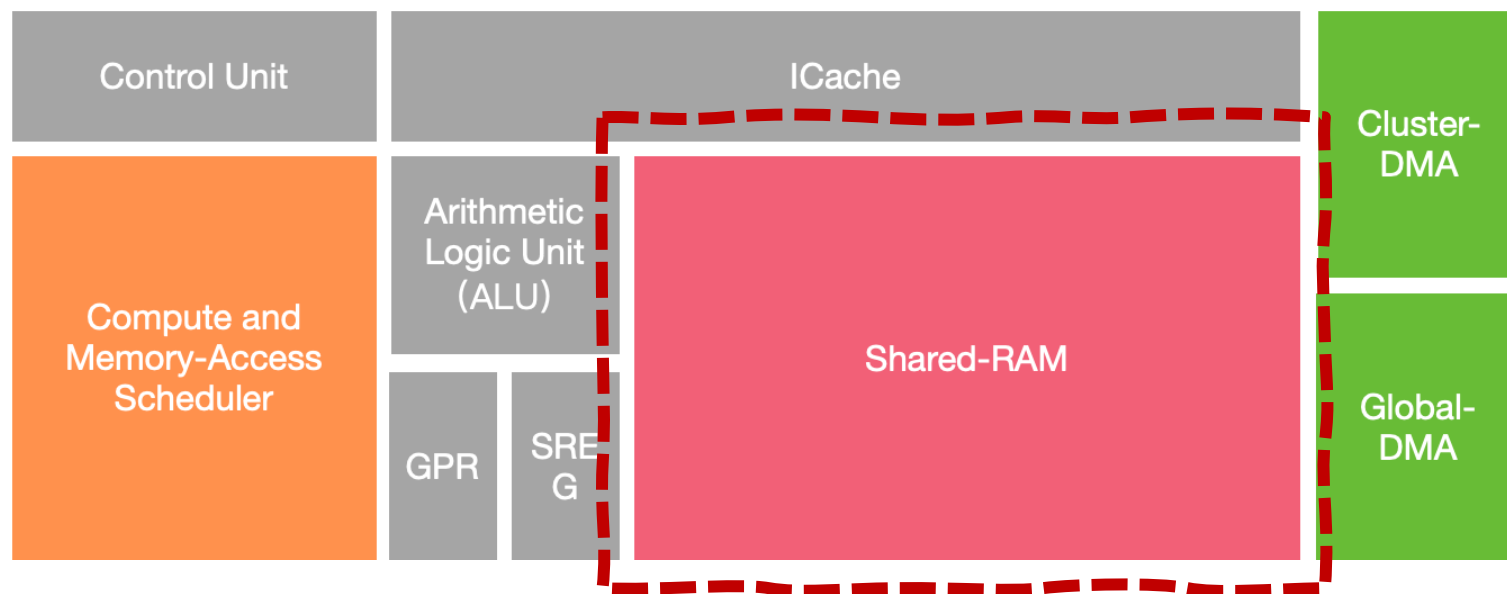 Control Unit
ICache
Cluster-
DMA
Arithmetic
Logic Unit
(ALU)
Compute and
Memory-Access
Scheduler
Shared-RAM
Global-
DMA
GPR
SRE
G